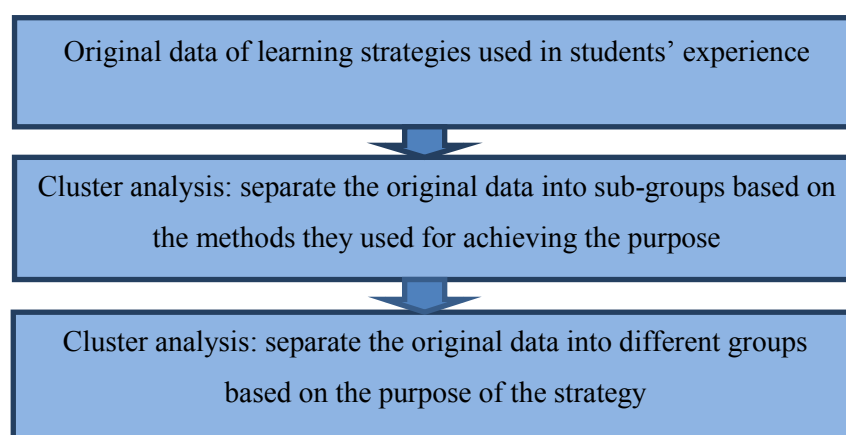 Original data of learning strategies used in students’ experience
Cluster analysis: separate the original data into sub-groups based on
the methods they used for achieving the purpose
Cluster analysis: separate the original data into different groups
based on the purpose of the strategy